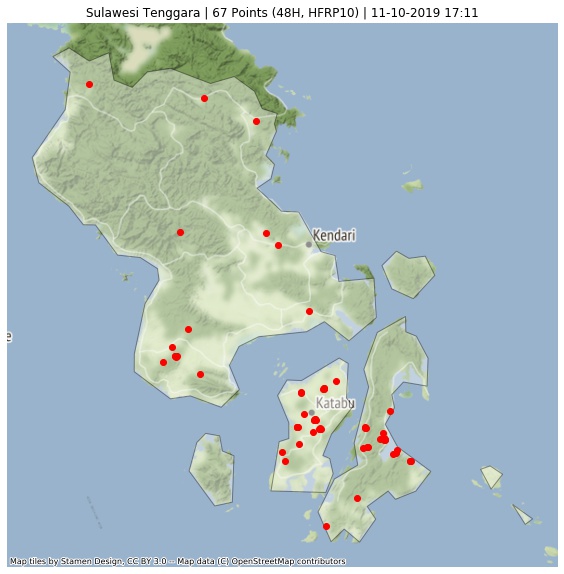 Sulawesi Tenggara | 67 Points (48H, HFRP10) | 11-10-2019 17:11
Kendari
e
Katabu
Map tiles by Stamen Design, CC BY 3.0 -- Map data (C) OpenStreetMap contributors